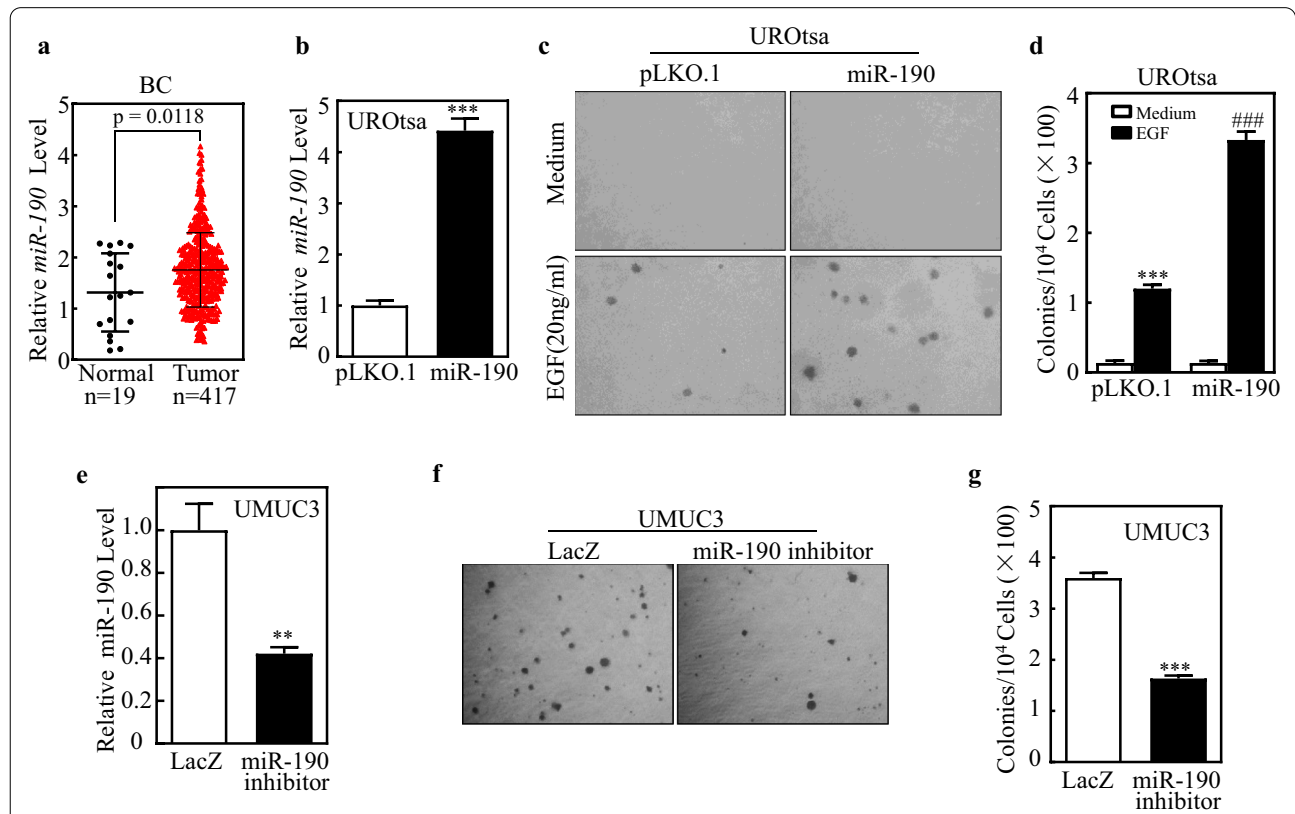 a
BC
p = 0.0118
Relative miR-190 Level
5
4
3
2
1
0
Normal
n=19
Tumor
n=417
b
UROtsa
***
Relative miR-190 Level
5
4
3
2
1
0
pLKO.1
miR-190
c
UROtsa
pLKO.1
miR-190
Medium
EGF(20ng/ml)
d
UROtsa
Medium
EGF
***
###
Colonies/10⁴ Cells (×100)
4
3
2
1
0
pLKO.1
miR-190
e
UMUC3
**
Relative miR-190 Level
1.0
0.8
0.6
0.4
0.2
0
LacZ
miR-190
inhibitor
f
UMUC3
LacZ
miR-190 inhibitor
g
UMUC3
***
Colonies/10⁴ Cells (×100)
5
4
3
2
1
0
LacZ
miR-190
inhibitor